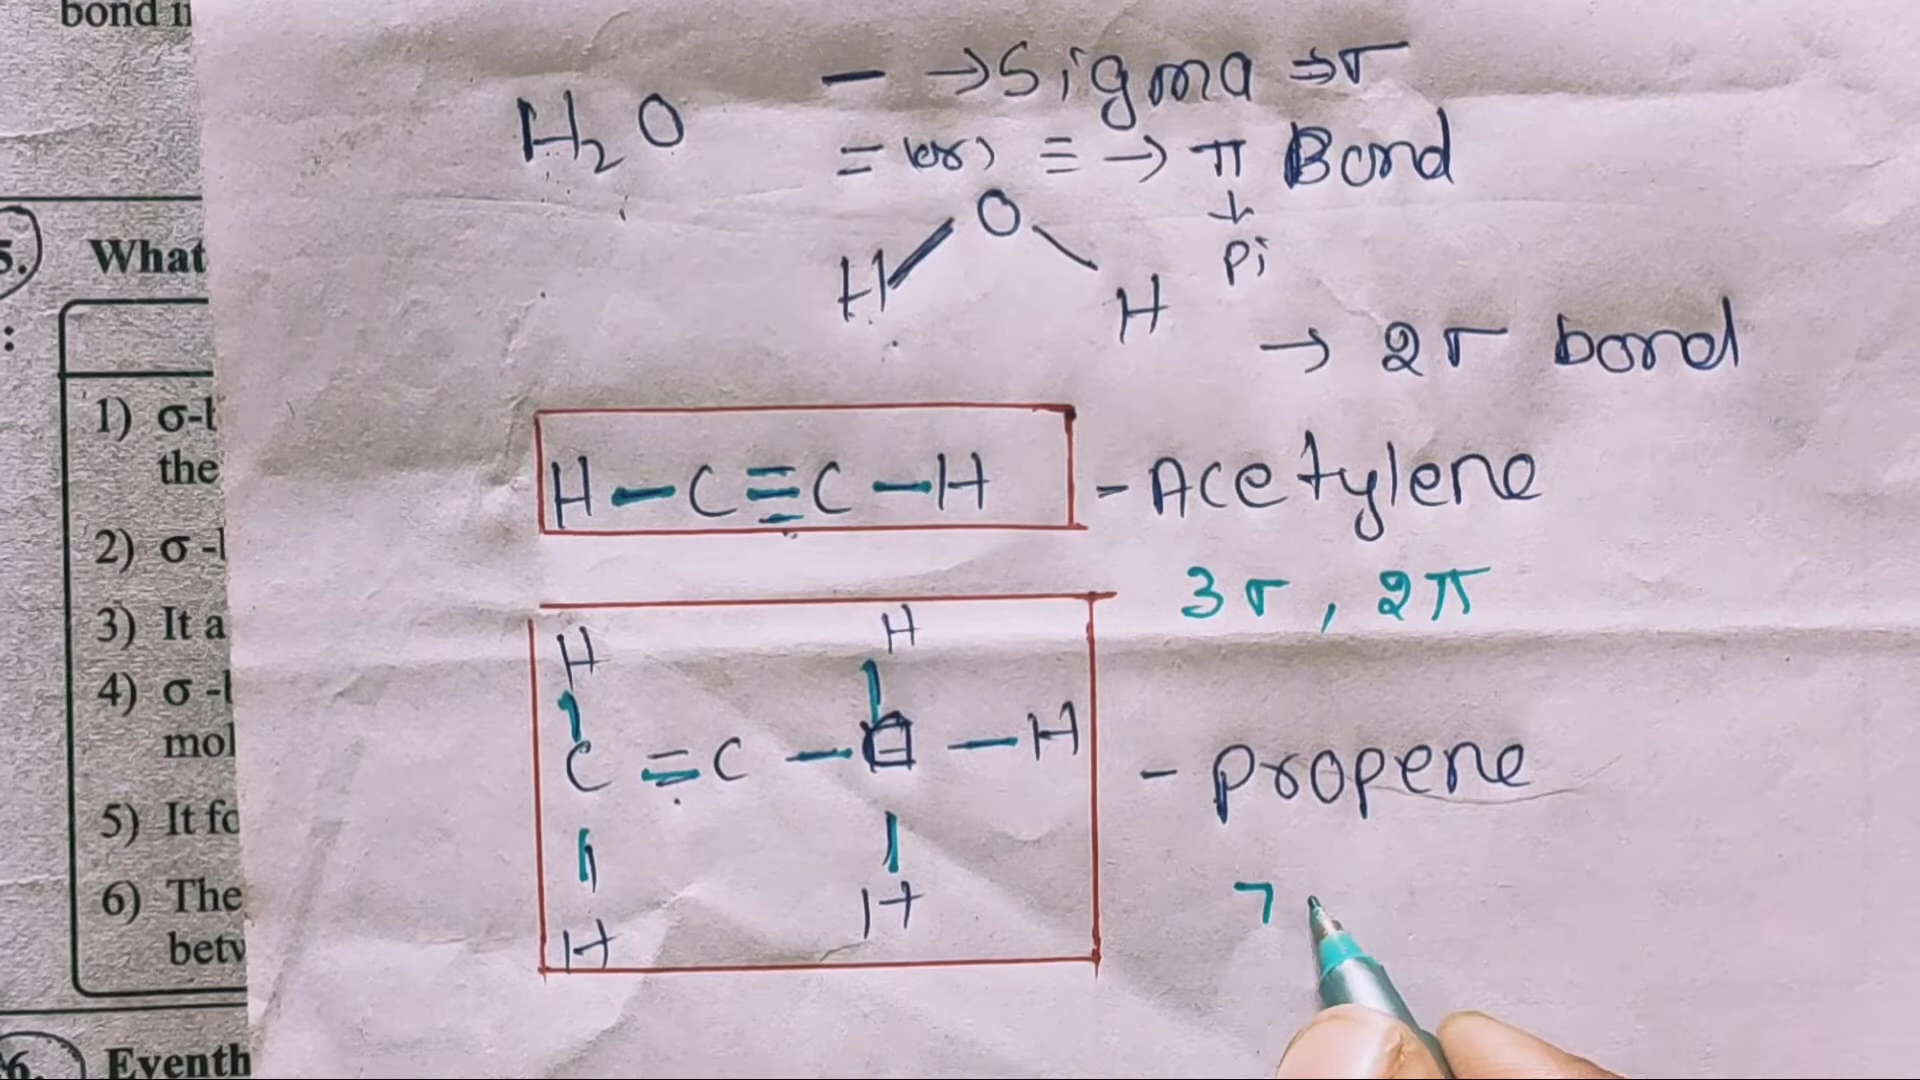 bond i
H₂O
— → Sigma ⇒ σ
= (or) ≡ → π Bond
↓
Pi
O
H H
→ 2σ bond
5. What
:
1) σ-b
the
2) σ-l
3) It a
4) σ-b
mol
5) It fo
6) The
betw
6. Eventh
H — C ≡ C — H - Acetylene
3σ, 2π
H H
C = C — C — H - propene
H H
7